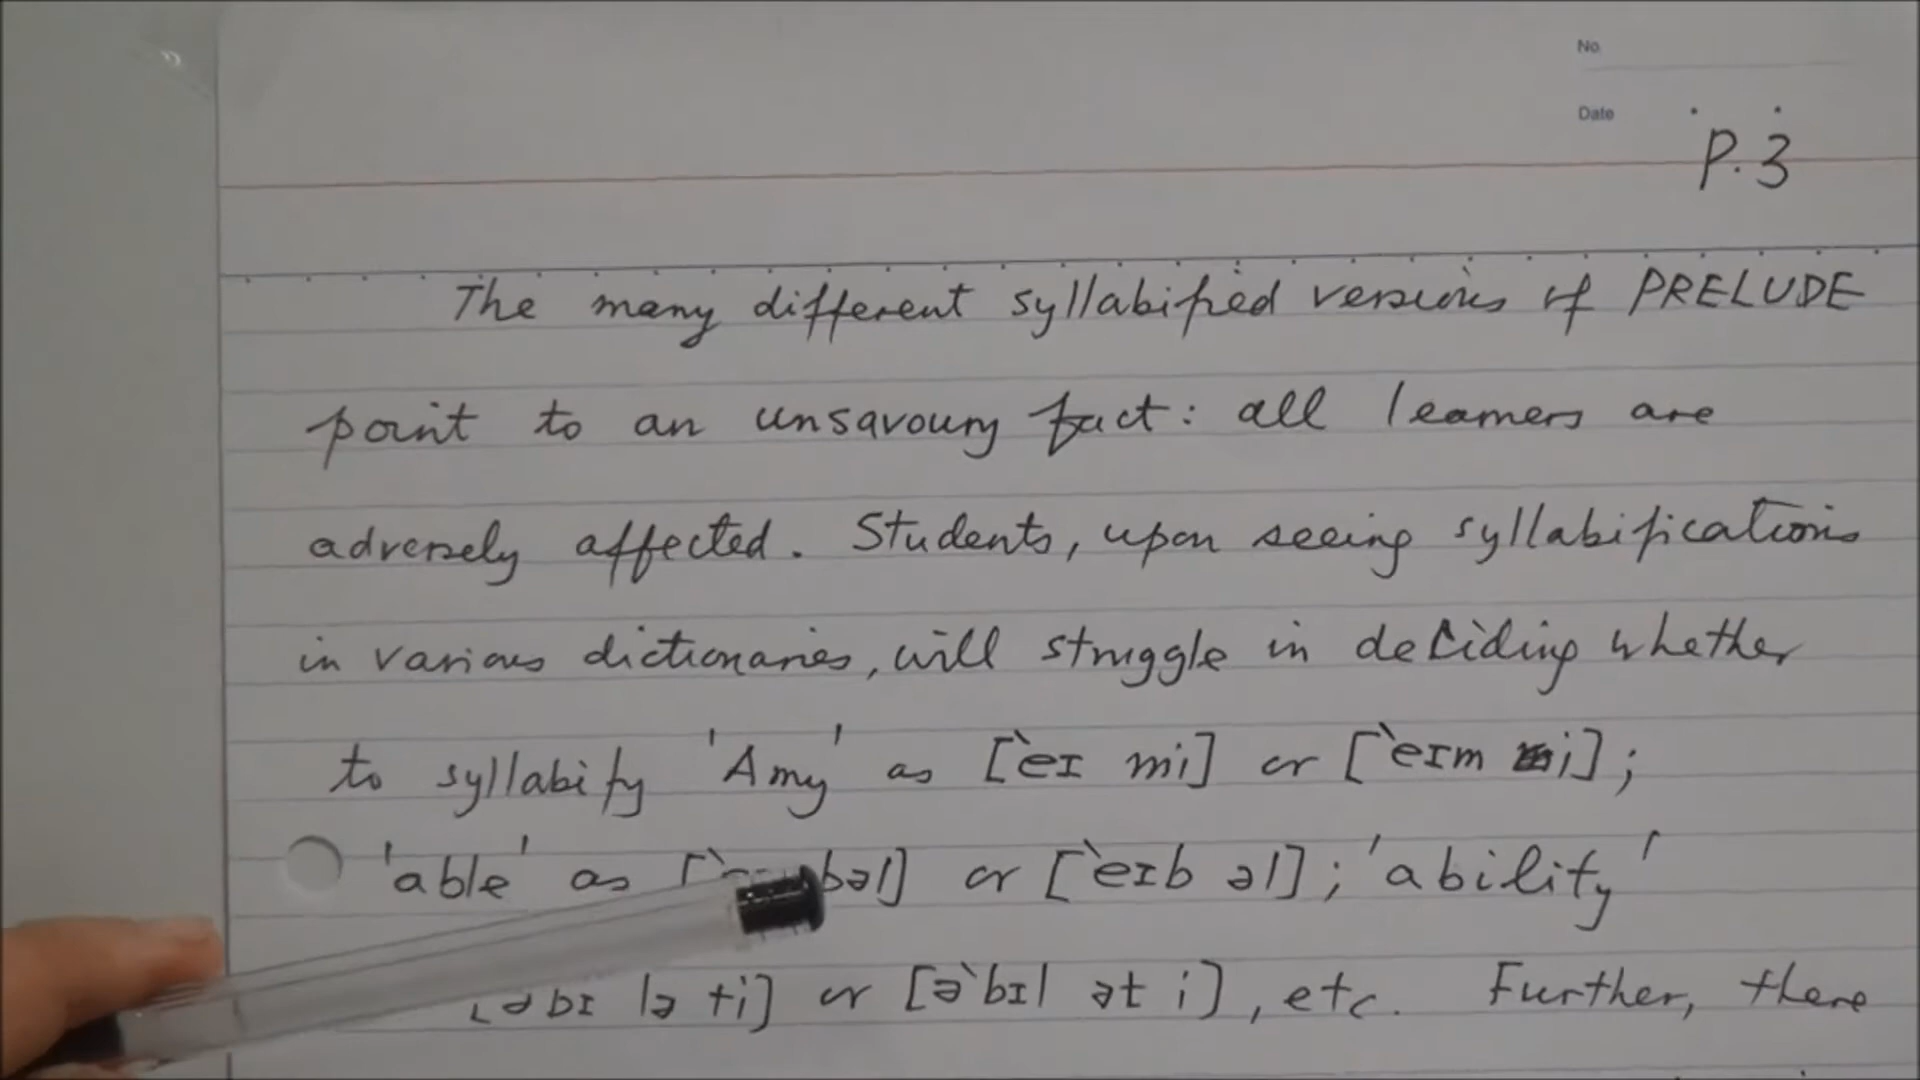 No
Date
P.3
The many different syllabified versions of PRELUDE
point to an unsavoury fact: all learners are
adversely affected. Students, upon seeing syllabifications
in various dictionaries, will struggle in deciding whether
to syllabify 'Amy' as [ˋeɪ mi] or [ˋeɪm i];
'able' as bəl] or [ˋeɪb əl]; 'ability'
[əbɪ lə ti] or [əˋbɪl ət i], etc. Further, there